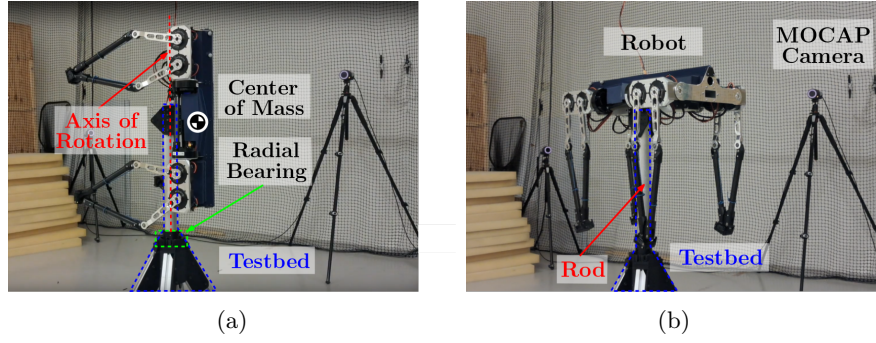 Center
of Mass
Axis of
Rotation
Radial
Bearing
Testbed
(a)
Robot
MOCAP
Camera
Rod
Testbed
(b)